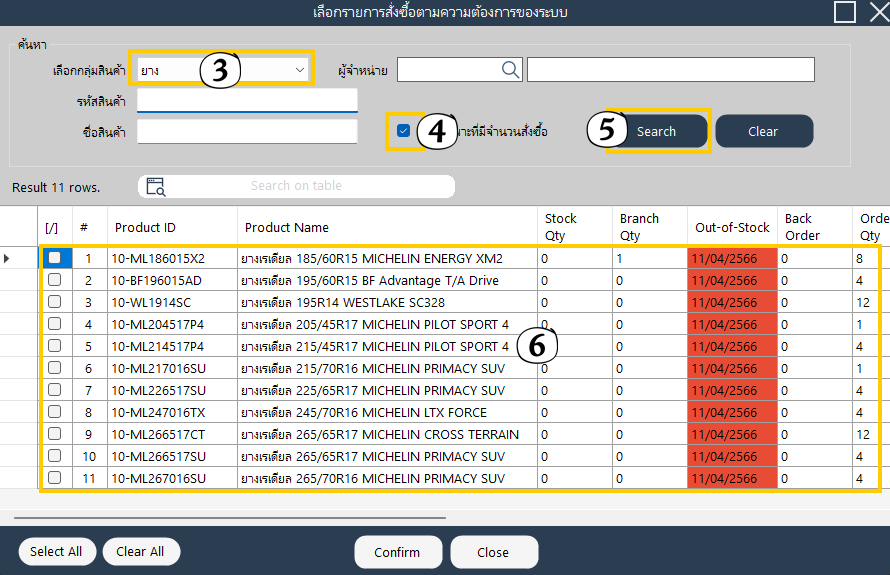 เลือกรายการสั่งซื้อตามความต้องการของระบบ
ค้นหา
เลือกกลุ่มสินค้า ยาง 3 ผู้จำหน่าย
รหัสสินค้า
ชื่อสินค้า 4 ที่มีจำนวนสั่งซื้อ 5 Search Clear
Result 11 rows. Search on table
[/] # Product ID Product Name Stock Qty Branch Qty Out-of-Stock Back Order Orde Qty
1 10-ML186015X2 ยางเรเดียล 185/60R15 MICHELIN ENERGY XM2 0 1 11/04/2566 0 8
2 10-BF196015AD ยางเรเดียล 195/60R15 BF Advantage T/A Drive 0 0 11/04/2566 0 4
3 10-WL1914SC ยางเรเดียล 195R14 WESTLAKE SC328 0 0 11/04/2566 0 12
4 10-ML204517P4 ยางเรเดียล 205/45R17 MICHELIN PILOT SPORT 4 0 0 11/04/2566 0 1
5 10-ML214517P4 ยางเรเดียล 215/45R17 MICHELIN PILOT SPORT 4 6 0 11/04/2566 0 4
6 10-ML217016SU ยางเรเดียล 215/70R16 MICHELIN PRIMACY SUV 0 0 11/04/2566 0 1
7 10-ML226517SU ยางเรเดียล 225/65R17 MICHELIN PRIMACY SUV 0 0 11/04/2566 0 4
8 10-ML247016TX ยางเรเดียล 245/70R16 MICHELIN LTX FORCE 0 0 11/04/2566 0 4
9 10-ML266517CT ยางเรเดียล 265/65R17 MICHELIN CROSS TERRAIN 0 0 11/04/2566 0 12
10 10-ML266517SU ยางเรเดียล 265/65R17 MICHELIN PRIMACY SUV 0 0 11/04/2566 0 4
11 10-ML267016SU ยางเรเดียล 265/70R16 MICHELIN PRIMACY SUV 0 0 11/04/2566 0 4
Select All Clear All Confirm Close